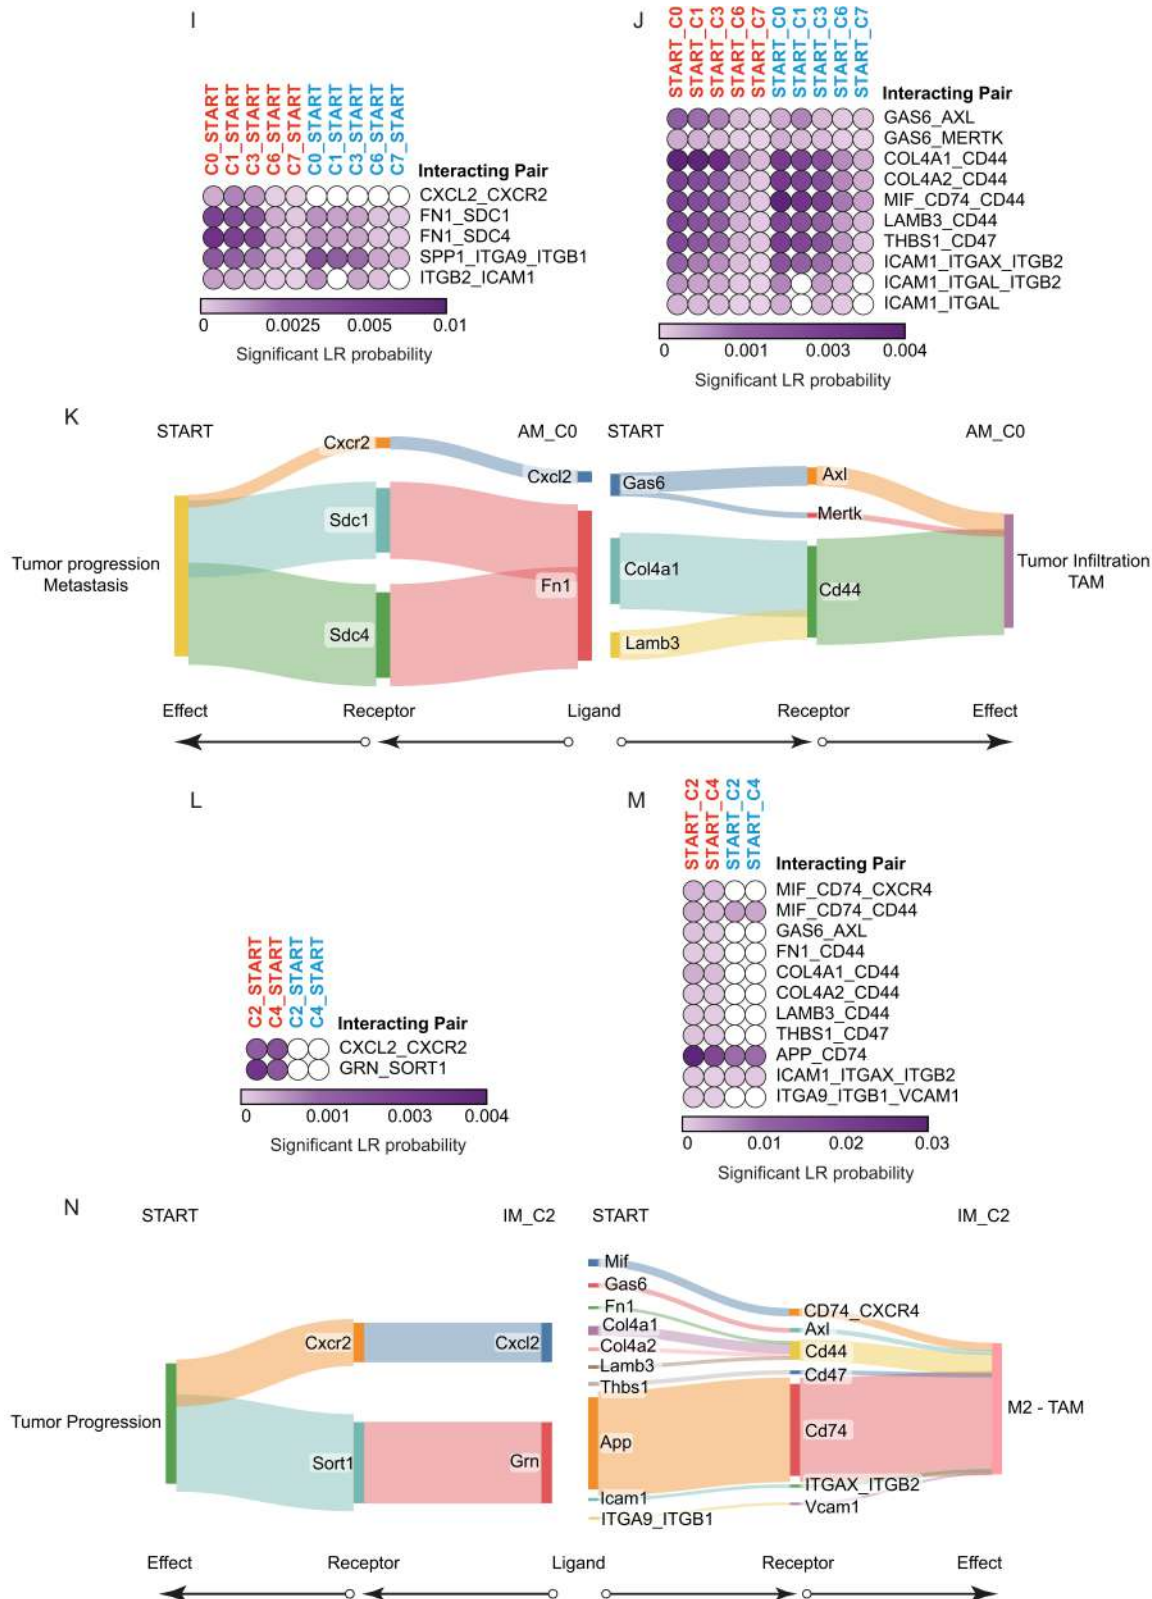 I
C0_START
C1_START
C3_START
C6_START
C7_START
C0_START
C1_START
C3_START
C6_START
C7_START
Interacting Pair
CXCL2_CXCR2
FN1_SDC1
FN1_SDC4
SPP1_ITGA9_ITGB1
ITGB2_ICAM1
0 0.0025 0.005 0.01
Significant LR probability
J
START_C0
START_C1
START_C3
START_C6
START_C7
START_C0
START_C1
START_C3
START_C6
START_C7
Interacting Pair
GAS6_AXL
GAS6_MERTK
COL4A1_CD44
COL4A2_CD44
MIF_CD74_CD44
LAMB3_CD44
THBS1_CD47
ICAM1_ITGAX_ITGB2
ICAM1_ITGAL_ITGB2
ICAM1_ITGAL
0 0.001 0.003 0.004
Significant LR probability
K
START AM_C0
Cxcr2
Cxcl2
Sdc1
Tumor progression
Metastasis
Fn1
Sdc4
Effect Receptor Ligand
START AM_C0
Gas6
Axl
Mertk
Col4a1
Cd44
Tumor Infiltration
TAM
Lamb3
Receptor Effect
L
C2_START
C4_START
C2_START
C4_START
Interacting Pair
CXCL2_CXCR2
GRN_SORT1
0 0.001 0.003 0.004
Significant LR probability
M
START_C2
START_C4
START_C2
START_C4
Interacting Pair
MIF_CD74_CXCR4
MIF_CD74_CD44
GAS6_AXL
FN1_CD44
COL4A1_CD44
COL4A2_CD44
LAMB3_CD44
THBS1_CD47
APP_CD74
ICAM1_ITGAX_ITGB2
ITGA9_ITGB1_VCAM1
0 0.01 0.02 0.03
Significant LR probability
N
START IM_C2
Cxcr2 Cxcl2
Tumor Progression
Sort1 Grn
Effect Receptor Ligand
START IM_C2
Mif
Gas6
Fn1
Col4a1
Col4a2
Lamb3
Thbs1
App
Icam1
ITGA9_ITGB1
CD74_CXCR4
Axl
Cd44
Cd47
Cd74
ITGAX_ITGB2
Vcam1
M2 - TAM
Receptor Effect